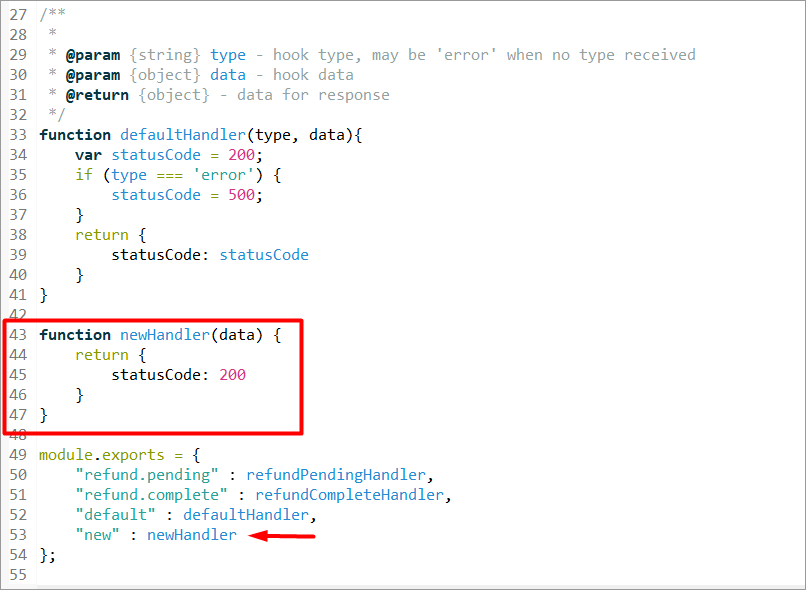 27 /**
28  *
29  * @param {string} type - hook type, may be 'error' when no type received
30  * @param {object} data - hook data
31  * @return {object} - data for response
32  */
33 function defaultHandler(type, data){
34     var statusCode = 200;
35     if (type === 'error') {
36         statusCode = 500;
37     }
38     return {
39         statusCode: statusCode
40     }
41 }
42
43 function newHandler(data) {
44     return {
45         statusCode: 200
46     }
47 }
48
49 module.exports = {
50     "refund.pending" : refundPendingHandler,
51     "refund.complete" : refundCompleteHandler,
52     "default" : defaultHandler,
53     "new" : newHandler
54 };
55